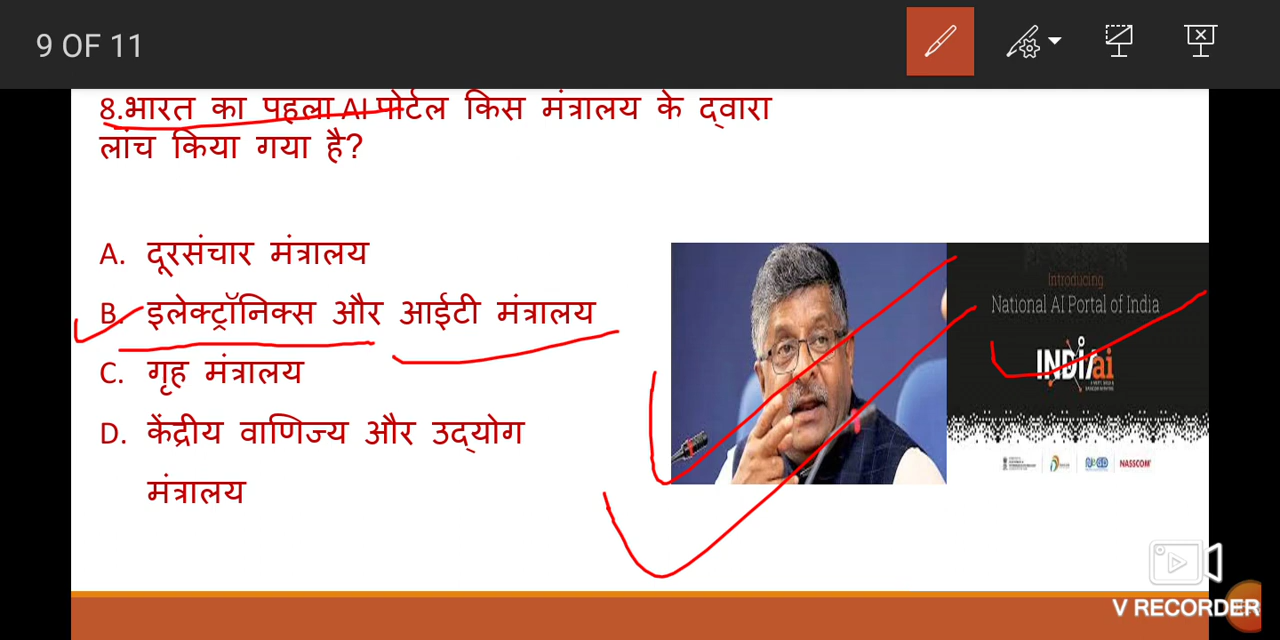 9 OF 11
8.भारत का पहला AI पोर्टल किस मंत्रालय के द्वारा
लांच किया गया है?
A. दूरसंचार मंत्रालय
B. इलेक्ट्रॉनिक्स और आईटी मंत्रालय
C. गृह मंत्रालय
D. केंद्रीय वाणिज्य और उद्योग
मंत्रालय
Introducing
National AI Portal of India
INDIAai
NASSCOM
V RECORDER